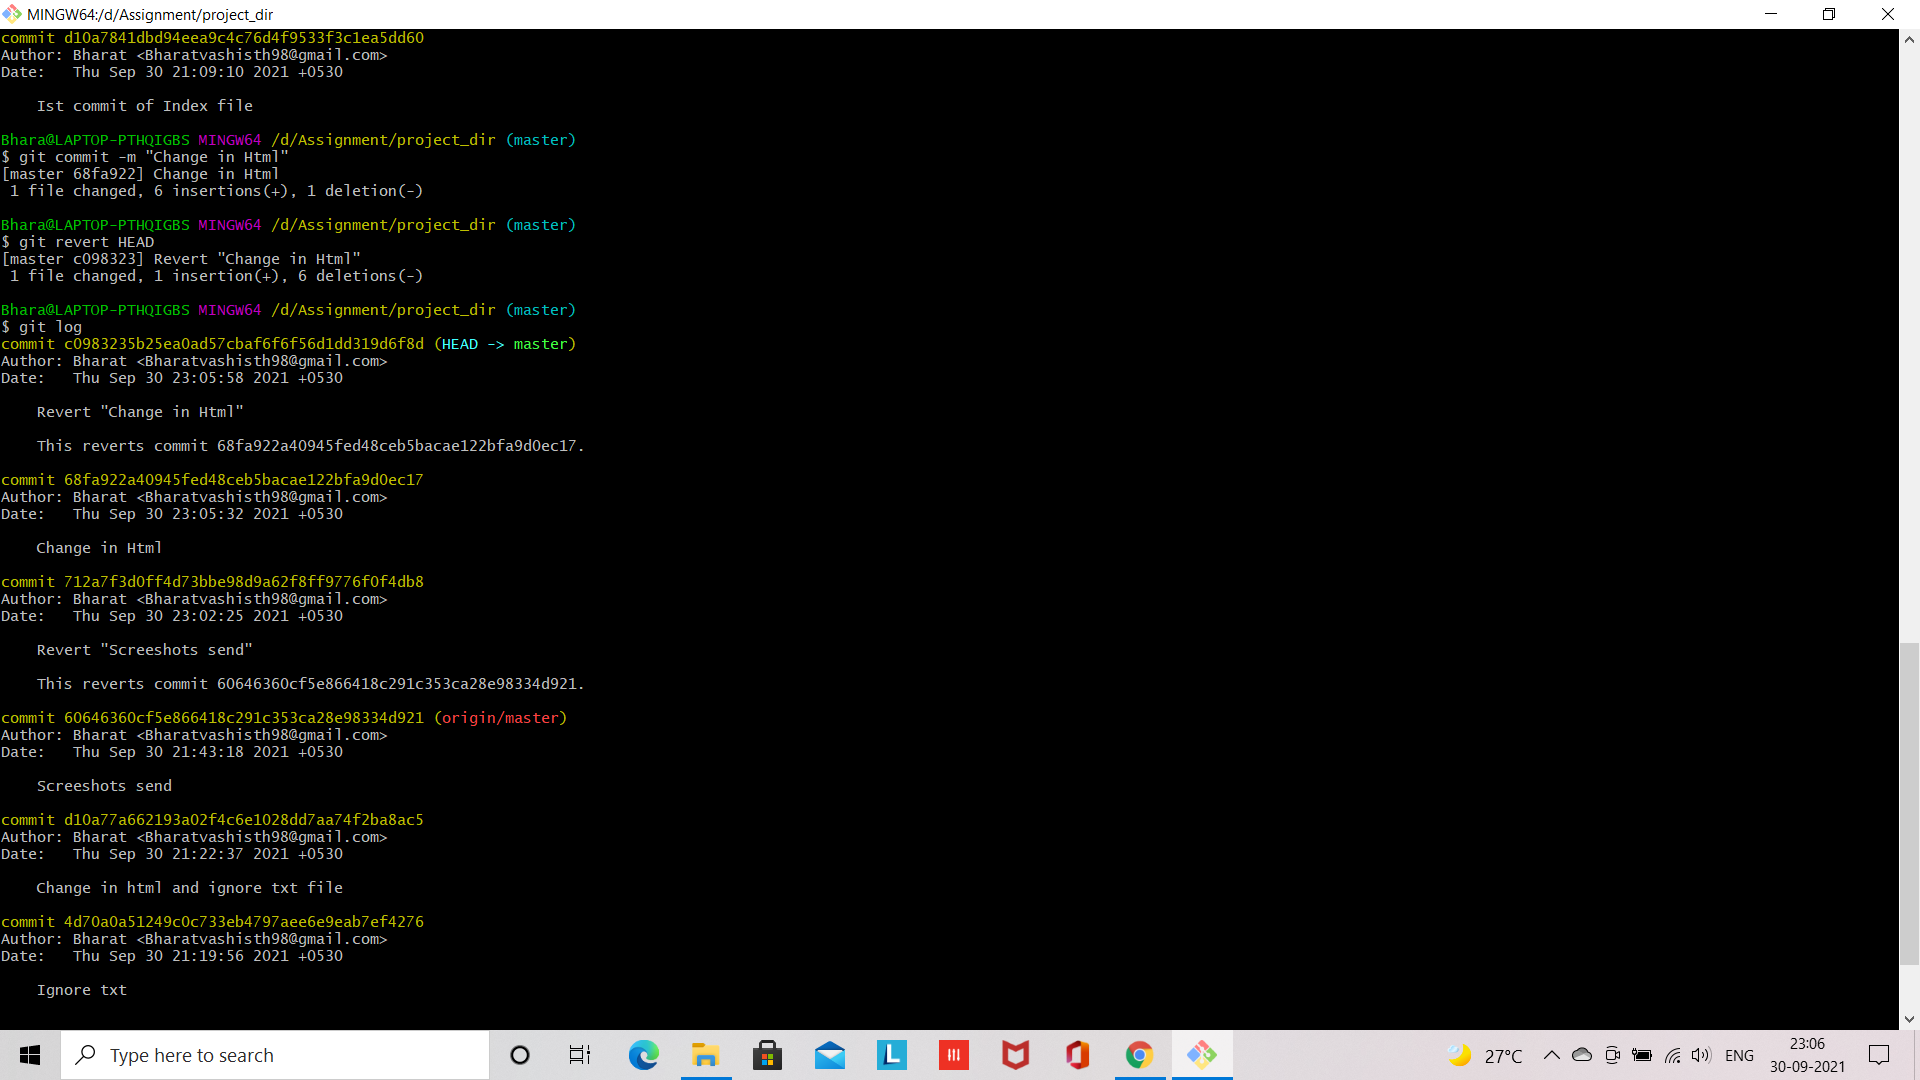 MINGW64:/d/Assignment/project_dir
commit d10a7841dbd94eea9c4c76d4f9533f3c1ea5dd60
Author: Bharat <Bharatvashisth98@gmail.com>
Date:   Thu Sep 30 21:09:10 2021 +0530
    Ist commit of Index file
Bhara@LAPTOP-PTHQIGBS MINGW64 /d/Assignment/project_dir (master)
$ git commit -m "Change in Html"
[master 68fa922] Change in Html
 1 file changed, 6 insertions(+), 1 deletion(-)
Bhara@LAPTOP-PTHQIGBS MINGW64 /d/Assignment/project_dir (master)
$ git revert HEAD
[master c098323] Revert "Change in Html"
 1 file changed, 1 insertion(+), 6 deletions(-)
Bhara@LAPTOP-PTHQIGBS MINGW64 /d/Assignment/project_dir (master)
$ git log
commit c0983235b25ea0ad57cbaf6f6f56d1dd319d6f8d (HEAD -> master)
Author: Bharat <Bharatvashisth98@gmail.com>
Date:   Thu Sep 30 23:05:58 2021 +0530
    Revert "Change in Html"
    This reverts commit 68fa922a40945fed48ceb5bacae122bfa9d0ec17.
commit 68fa922a40945fed48ceb5bacae122bfa9d0ec17
Author: Bharat <Bharatvashisth98@gmail.com>
Date:   Thu Sep 30 23:05:32 2021 +0530
    Change in Html
commit 712a7f3d0ff4d73bbe98d9a62f8ff9776f0f4db8
Author: Bharat <Bharatvashisth98@gmail.com>
Date:   Thu Sep 30 23:02:25 2021 +0530
    Revert "Screeshots send"
    This reverts commit 60646360cf5e866418c291c353ca28e98334d921.
commit 60646360cf5e866418c291c353ca28e98334d921 (origin/master)
Author: Bharat <Bharatvashisth98@gmail.com>
Date:   Thu Sep 30 21:43:18 2021 +0530
    Screeshots send
commit d10a77a662193a02f4c6e1028dd7aa74f2ba8ac5
Author: Bharat <Bharatvashisth98@gmail.com>
Date:   Thu Sep 30 21:22:37 2021 +0530
    Change in html and ignore txt file
commit 4d70a0a51249c0c733eb4797aee6e9eab7ef4276
Author: Bharat <Bharatvashisth98@gmail.com>
Date:   Thu Sep 30 21:19:56 2021 +0530
    Ignore txt
Type here to search
L
27°C
ENG
23:06
30-09-2021